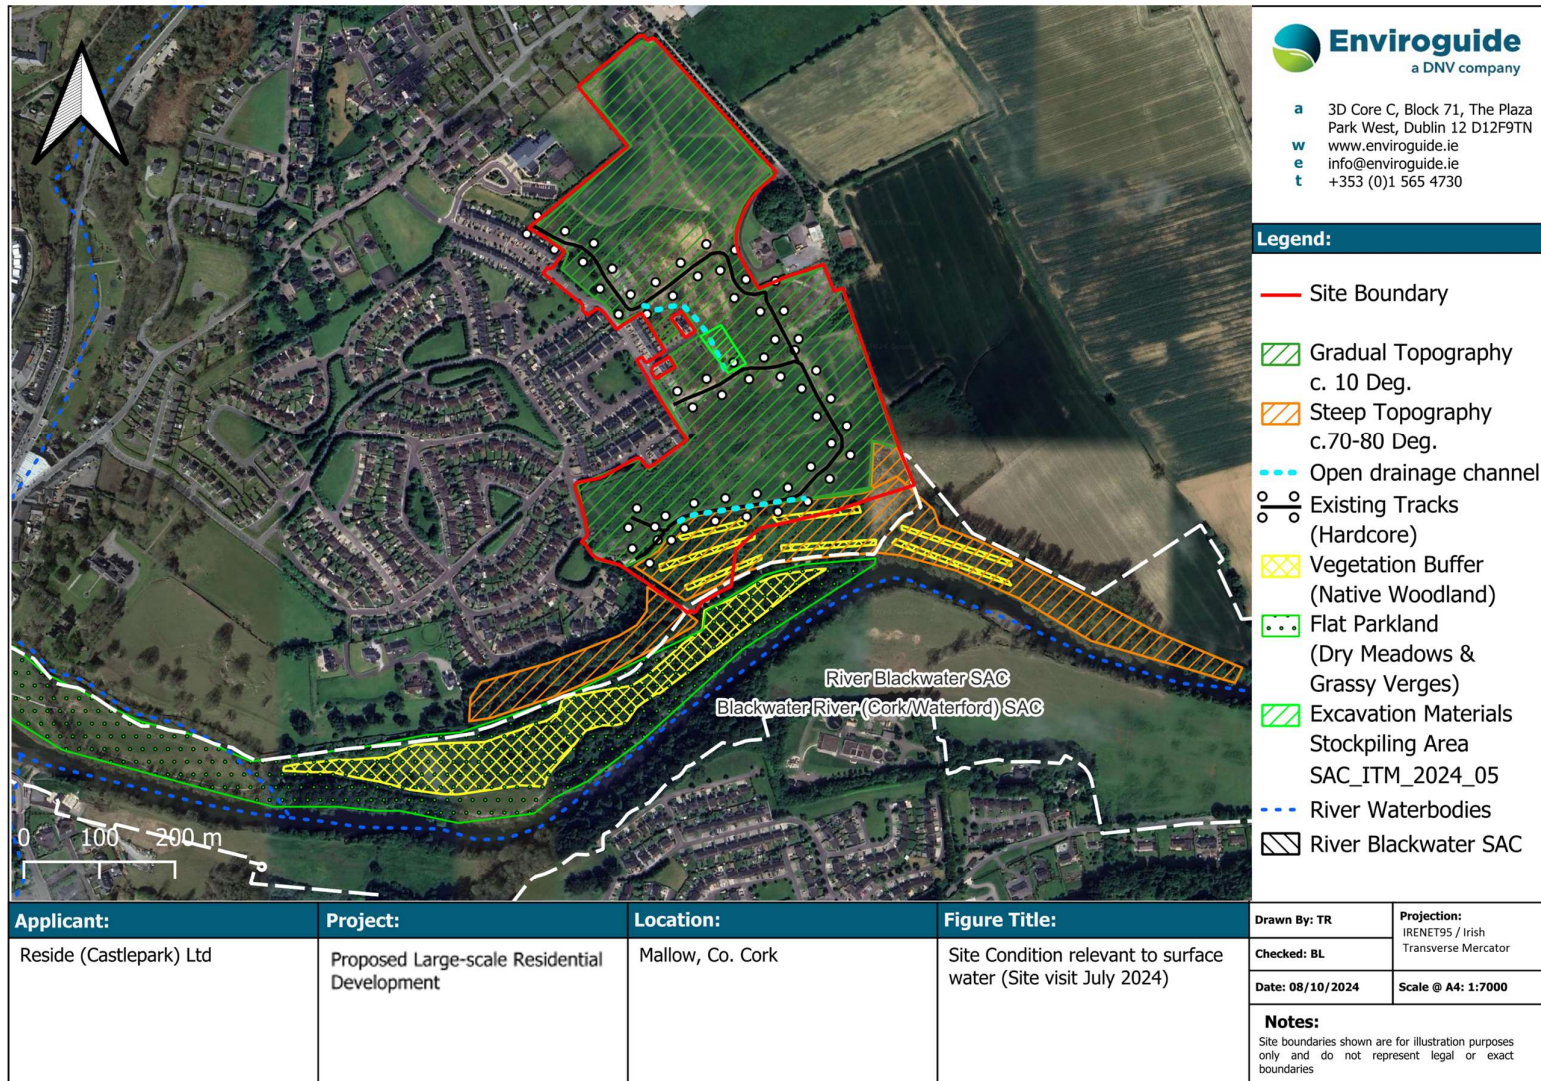 Enviroguide
a DNV company
a 3D Core C, Block 71, The Plaza
Park West, Dublin 12 D12F9TN
w www.enviroguide.ie
e info@enviroguide.ie
t +353 (0)1 565 4730
Legend:
Site Boundary
Gradual Topography
c. 10 Deg.
Steep Topography
c.70-80 Deg.
Open drainage channel
Existing Tracks
(Hardcore)
Vegetation Buffer
(Native Woodland)
Flat Parkland
(Dry Meadows &
Grassy Verges)
Excavation Materials
Stockpiling Area
SAC_ITM_2024_05
River Waterbodies
River Blackwater SAC
River Blackwater SAC
Blackwater River (Cork/Waterford) SAC
0 100 200 m
Applicant:
Reside (Castlepark) Ltd
Project:
Proposed Large-scale Residential
Development
Location:
Mallow, Co. Cork
Figure Title:
Site Condition relevant to surface
water (Site visit July 2024)
Drawn By: TR
Checked: BL
Date: 08/10/2024
Projection:
IRENET95 / Irish
Transverse Mercator
Scale @ A4: 1:7000
Notes:
Site boundaries shown are for illustration purposes
only and do not represent legal or exact
boundaries